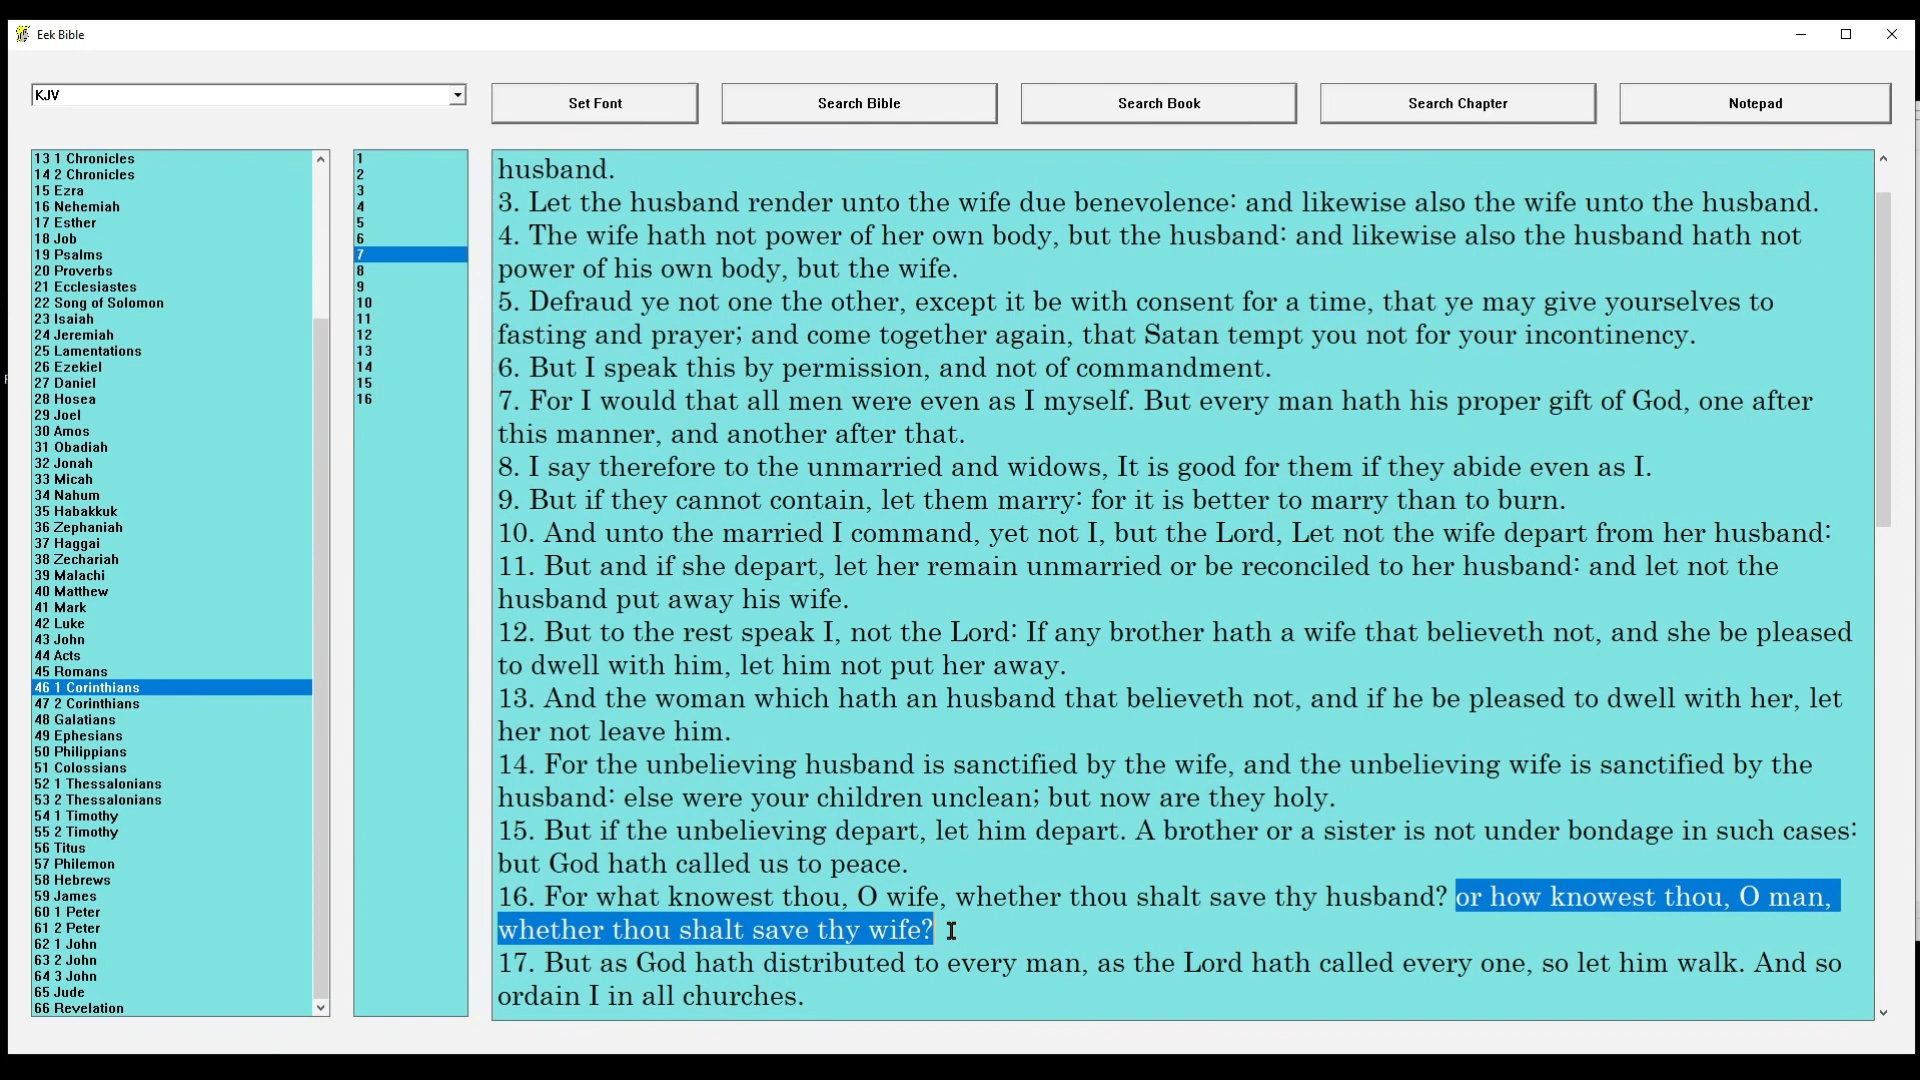 Eek Bible
KJV
Set Font
Search Bible
Search Book
Search Chapter
Notepad
13 1 Chronicles
14 2 Chronicles
15 Ezra
16 Nehemiah
17 Esther
18 Job
19 Psalms
20 Proverbs
21 Ecclesiastes
22 Song of Solomon
23 Isaiah
24 Jeremiah
25 Lamentations
26 Ezekiel
27 Daniel
28 Hosea
29 Joel
30 Amos
31 Obadiah
32 Jonah
33 Micah
34 Nahum
35 Habakkuk
36 Zephaniah
37 Haggai
38 Zechariah
39 Malachi
40 Matthew
41 Mark
42 Luke
43 John
44 Acts
45 Romans
46 1 Corinthians
47 2 Corinthians
48 Galatians
49 Ephesians
50 Philippians
51 Colossians
52 1 Thessalonians
53 2 Thessalonians
54 1 Timothy
55 2 Timothy
56 Titus
57 Philemon
58 Hebrews
59 James
60 1 Peter
61 2 Peter
62 1 John
63 2 John
64 3 John
65 Jude
66 Revelation
1
2
3
4
5
6
7
8
9
10
11
12
13
14
15
16
husband.
3. Let the husband render unto the wife due benevolence: and likewise also the wife unto the husband.
4. The wife hath not power of her own body, but the husband: and likewise also the husband hath not
power of his own body, but the wife.
5. Defraud ye not one the other, except it be with consent for a time, that ye may give yourselves to
fasting and prayer; and come together again, that Satan tempt you not for your incontinency.
6. But I speak this by permission, and not of commandment.
7. For I would that all men were even as I myself. But every man hath his proper gift of God, one after
this manner, and another after that.
8. I say therefore to the unmarried and widows, It is good for them if they abide even as I.
9. But if they cannot contain, let them marry: for it is better to marry than to burn.
10. And unto the married I command, yet not I, but the Lord, Let not the wife depart from her husband:
11. But and if she depart, let her remain unmarried or be reconciled to her husband: and let not the
husband put away his wife.
12. But to the rest speak I, not the Lord: If any brother hath a wife that believeth not, and she be pleased
to dwell with him, let him not put her away.
13. And the woman which hath an husband that believeth not, and if he be pleased to dwell with her, let
her not leave him.
14. For the unbelieving husband is sanctified by the wife, and the unbelieving wife is sanctified by the
husband: else were your children unclean; but now are they holy.
15. But if the unbelieving depart, let him depart. A brother or a sister is not under bondage in such cases:
but God hath called us to peace.
16. For what knowest thou, O wife, whether thou shalt save thy husband? or how knowest thou, O man,
whether thou shalt save thy wife?
17. But as God hath distributed to every man, as the Lord hath called every one, so let him walk. And so
ordain I in all churches.